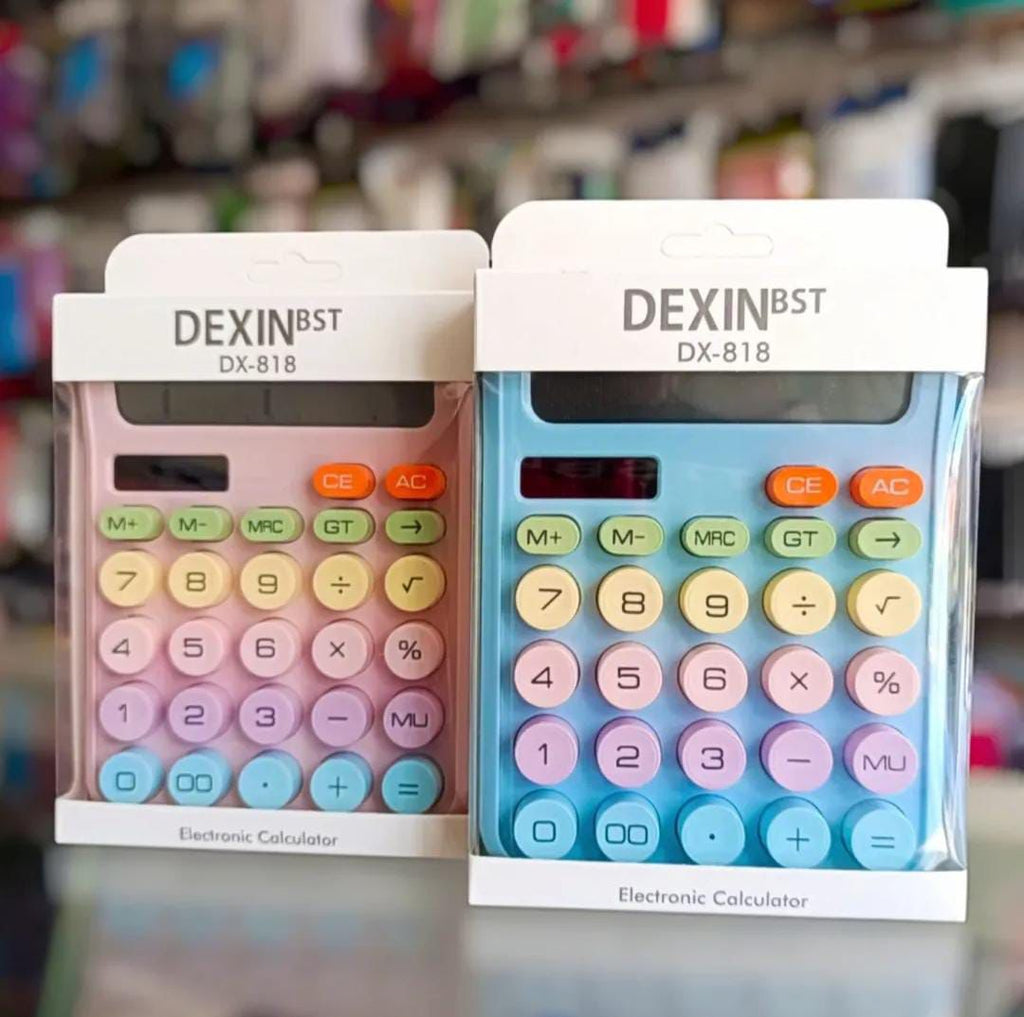 DEXINBST
DX-818
CE AC
M+ M- MRC GT →
7 8 9 ÷ √
4 5 6 × %
1 2 3 - MU
0 00 . + =
Electronic Calculator
DEXINBST
DX-818
CE AC
M+ M- MRC GT →
7 8 9 ÷ √
4 5 6 × %
1 2 3 - MU
0 00 . + =
Electronic Calculator